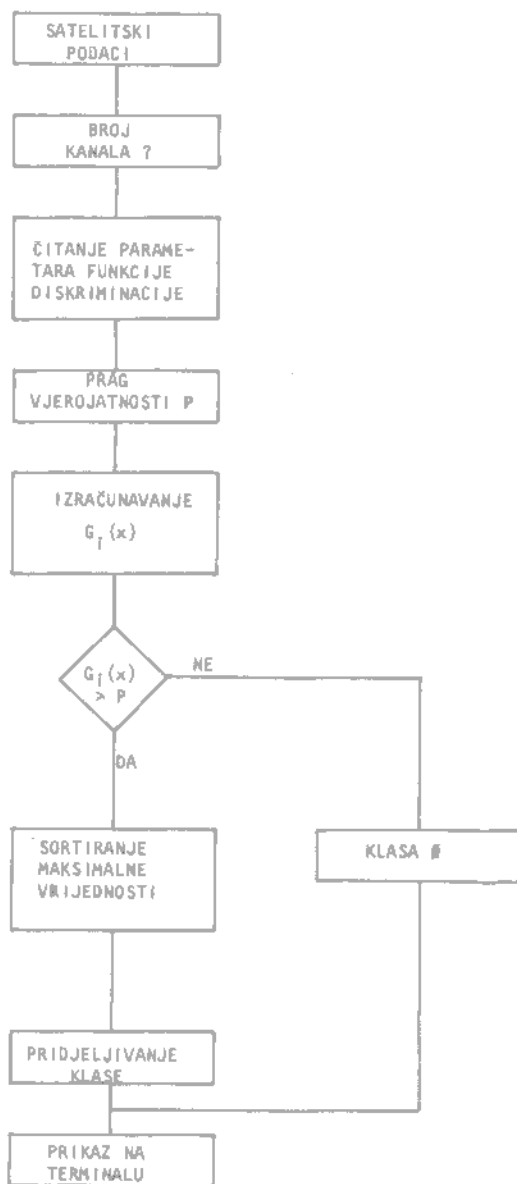 SATELITSKI
PODACI
BROJ
KANALA ?
ČITANJE PARAME-
TARA FUNKCIJE
DISKRIMINACIJE
PRAG
VJEROJATNOSTI P
IZRAČUNAVANJE
G_i(x)
G_i(x)
> P
NE
DA
SORTIRANJE
MAKSIMALNE
VRIJEDNOSTI
KLASA Ø
PRIDJELJIVANJE
KLASE
PRIKAZ NA
TERMINALU